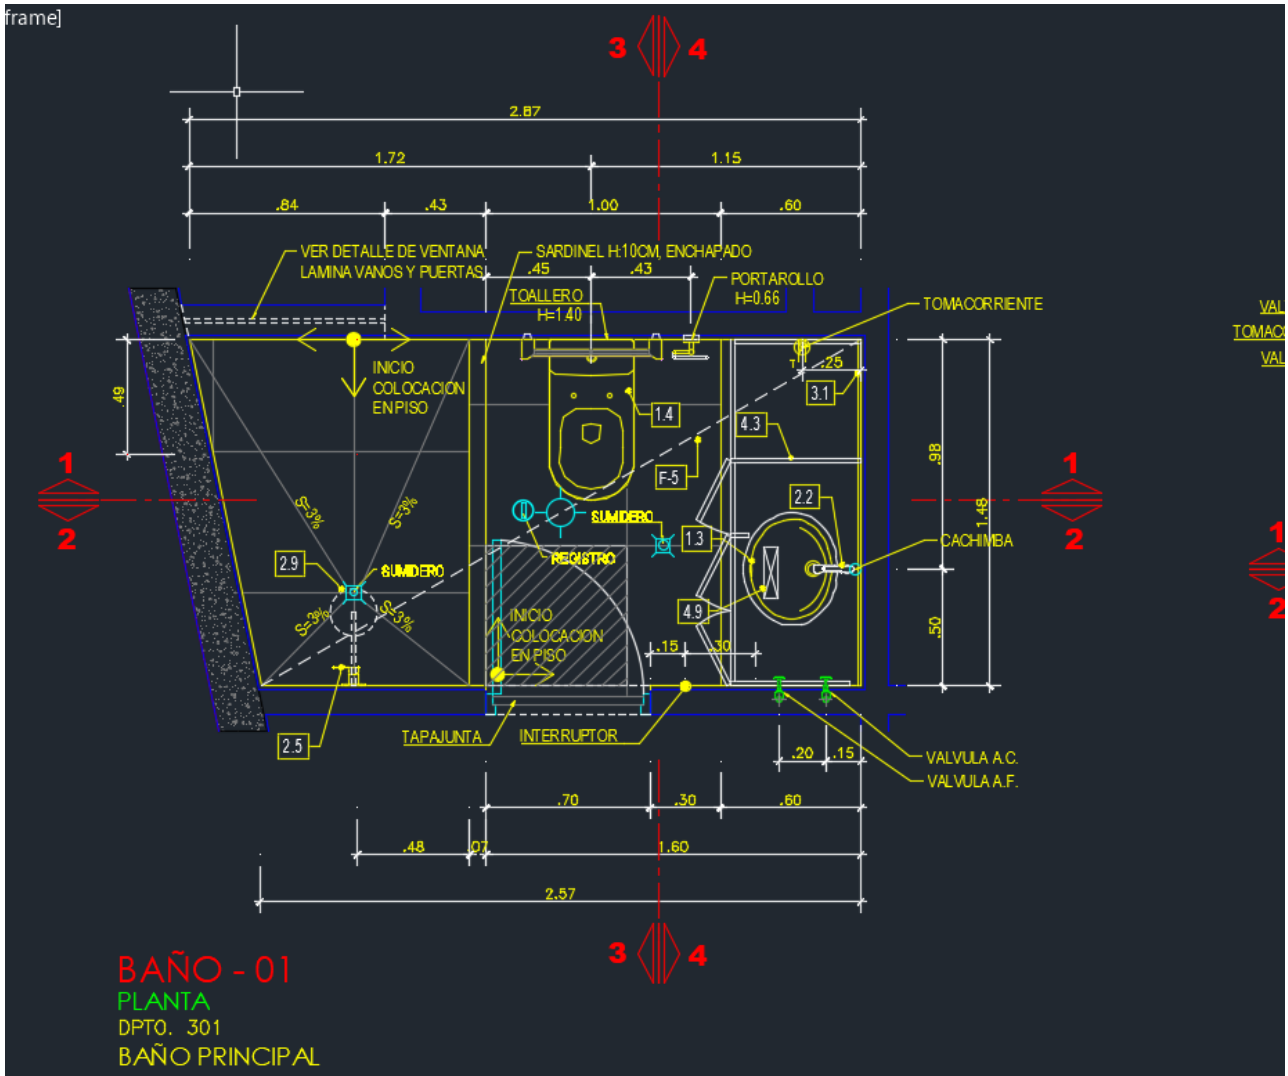 frame]
3 4
2.87
1.72 1.15
.84 .43 1.00 .60
VER DETALLE DE VENTANA
LAMINA VANOS Y PUERTAS
SARDINEL H:10CM, ENCHAPADO
.45 .43
PORTAROLLO
H=0.66
TOALLERO
H=1.40
TOMACORRIENTE
VAL
TOMACO
VAL
INICIO
COLOCACION
EN PISO
.49
T
.25
3.1
1.4
4.3
F-5
.98
1
2
1
2
1.48
S=3%
S=3%
2.2
SUMIDERO
1.3
CACHIMBA
1
2
2.9
SUMIDERO
REGISTRO
4.9
S=3%
S=3%
INICIO
COLOCACION
EN PISO
.15 .30
.50
2.5
TAPAJUNTA
INTERRUPTOR
.20 .15
VALVULA A.C.
VALVULA A.F.
.70 .30 .60
.48 .07 1.60
2.57
3 4
BAÑO - 01
PLANTA
DPTO. 301
BAÑO PRINCIPAL